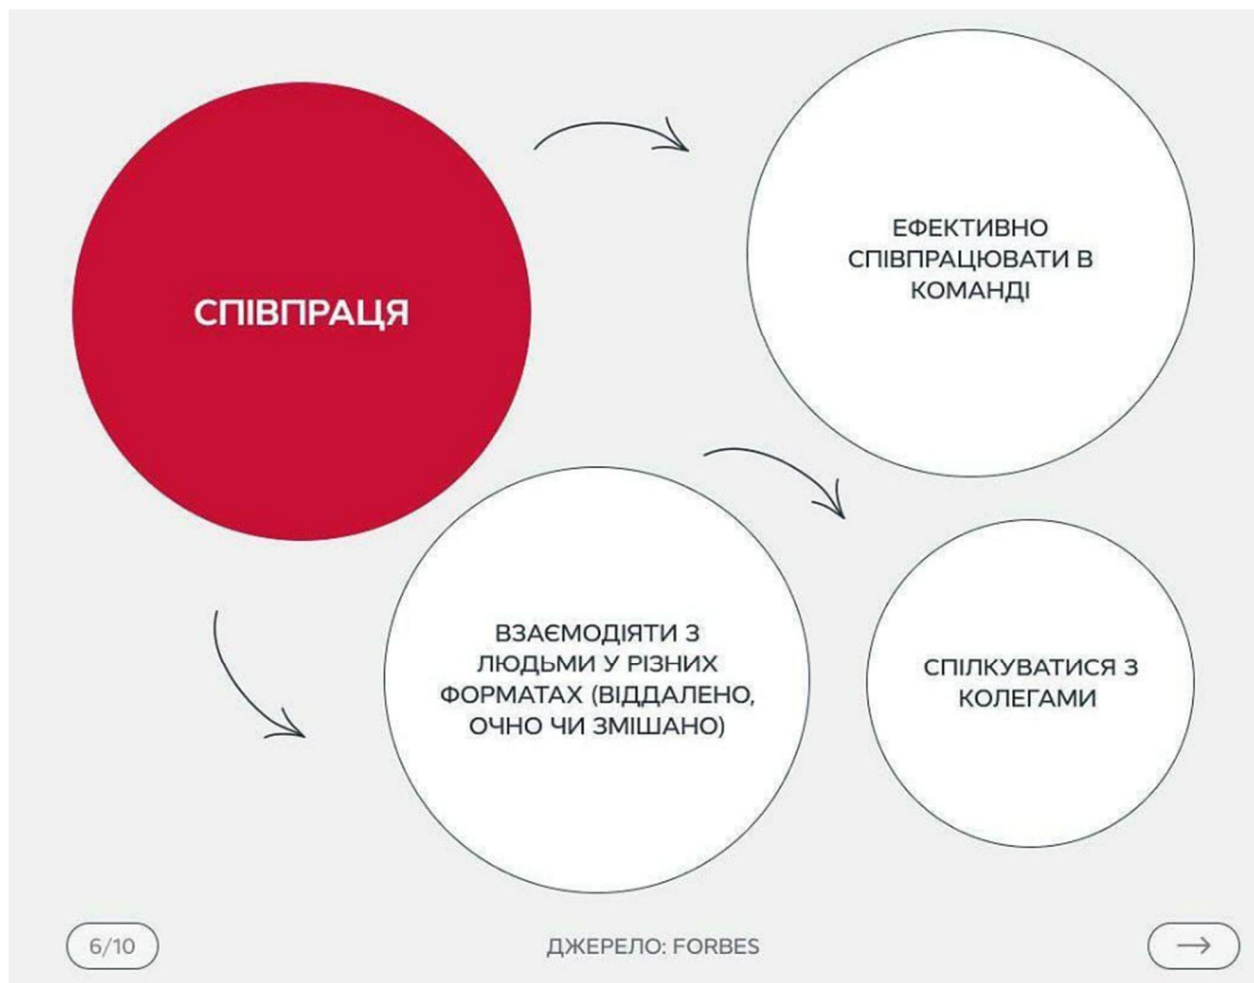 СПІВПРАЦЯ
ЕФЕКТИВНО
СПІВПРАЦЮВАТИ В
КОМАНДІ
ВЗАЄМОДІЯТИ З
ЛЮДЬМИ У РІЗНИХ
ФОРМАТАХ (ВІДДАЛЕНО,
ОЧНО ЧИ ЗМІШАНО)
СПІЛКУВАТИСЯ З
КОЛЕГАМИ
6/10
ДЖЕРЕЛО: FORBES